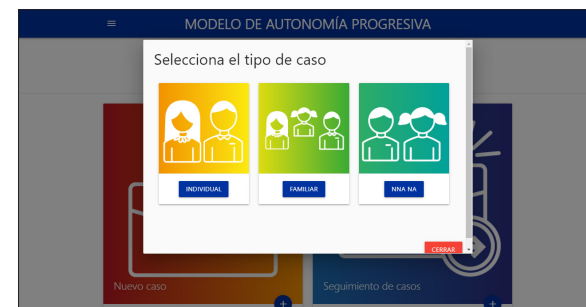 MODELO DE AUTONOMÍA PROGRESIVA
Selecciona el tipo de caso
INDIVIDUAL
FAMILIAR
NNA NA
CERRAR
Nuevo caso
Seguimiento de casos